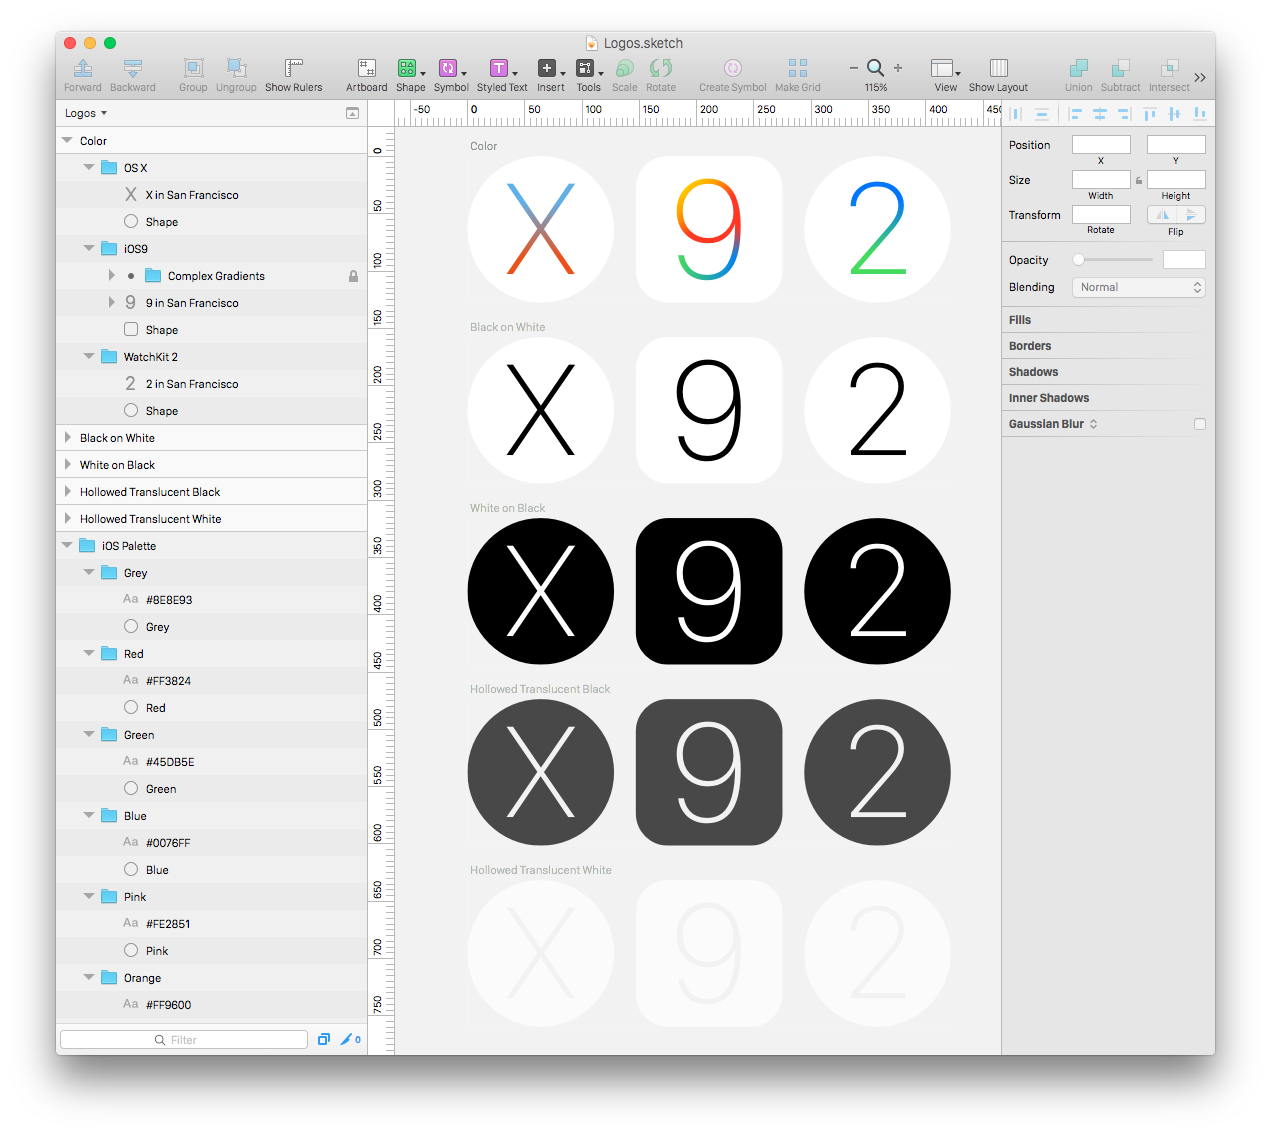 Logos.sketch
Forward Backward Group Ungroup Show Rulers Artboard Shape Symbol Styled Text Insert Tools Scale Rotate Create Symbol Make Grid 115% View Show Layout Union Subtract Intersect
Logos
-50 0 50 100 150 200 250 300 350 400 450
Color
OS X
X in San Francisco
Shape
iOS9
Complex Gradients
9 in San Francisco
Shape
WatchKit 2
2 in San Francisco
Shape
Black on White
White on Black
Hollowed Translucent Black
Hollowed Translucent White
iOS Palette
Grey
Aa #8E8E93
Grey
Red
Aa #FF3824
Red
Green
Aa #45DB5E
Green
Blue
Aa #0076FF
Blue
Pink
Aa #FE2851
Pink
Orange
Aa #FF9600
Filter 0
0
50
100
150
200
250
300
350
400
450
500
550
600
650
700
750
Color
X 9 2
Black on White
X 9 2
White on Black
X 9 2
Hollowed Translucent Black
X 9 2
Hollowed Translucent White
X 9 2
Position
X Y
Size
Width Height
Transform
Rotate Flip
Opacity
Blending Normal
Fills
Borders
Shadows
Inner Shadows
Gaussian Blur